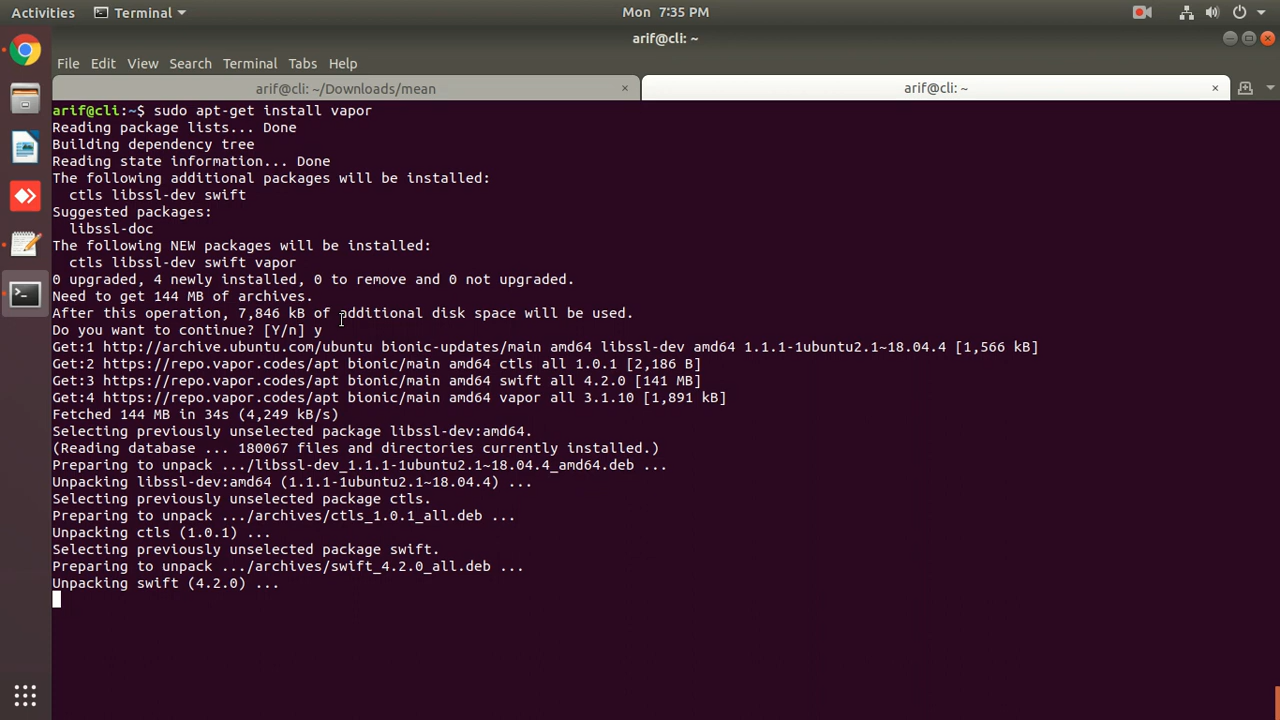 Activities
Terminal
Mon 7:35 PM
arif@cli: ~
File Edit View Search Terminal Tabs Help
arif@cli: ~/Downloads/mean
arif@cli: ~
arif@cli:~$ sudo apt-get install vapor
Reading package lists... Done
Building dependency tree
Reading state information... Done
The following additional packages will be installed:
  ctls libssl-dev swift
Suggested packages:
  libssl-doc
The following NEW packages will be installed:
  ctls libssl-dev swift vapor
0 upgraded, 4 newly installed, 0 to remove and 0 not upgraded.
Need to get 144 MB of archives.
After this operation, 7,846 kB of additional disk space will be used.
Do you want to continue? [Y/n] y
Get:1 http://archive.ubuntu.com/ubuntu bionic-updates/main amd64 libssl-dev amd64 1.1.1-1ubuntu2.1~18.04.4 [1,566 kB]
Get:2 https://repo.vapor.codes/apt bionic/main amd64 ctls all 1.0.1 [2,186 B]
Get:3 https://repo.vapor.codes/apt bionic/main amd64 swift all 4.2.0 [141 MB]
Get:4 https://repo.vapor.codes/apt bionic/main amd64 vapor all 3.1.10 [1,891 kB]
Fetched 144 MB in 34s (4,249 kB/s)
Selecting previously unselected package libssl-dev:amd64.
(Reading database ... 180067 files and directories currently installed.)
Preparing to unpack .../libssl-dev_1.1.1-1ubuntu2.1~18.04.4_amd64.deb ...
Unpacking libssl-dev:amd64 (1.1.1-1ubuntu2.1~18.04.4) ...
Selecting previously unselected package ctls.
Preparing to unpack .../archives/ctls_1.0.1_all.deb ...
Unpacking ctls (1.0.1) ...
Selecting previously unselected package swift.
Preparing to unpack .../archives/swift_4.2.0_all.deb ...
Unpacking swift (4.2.0) ...